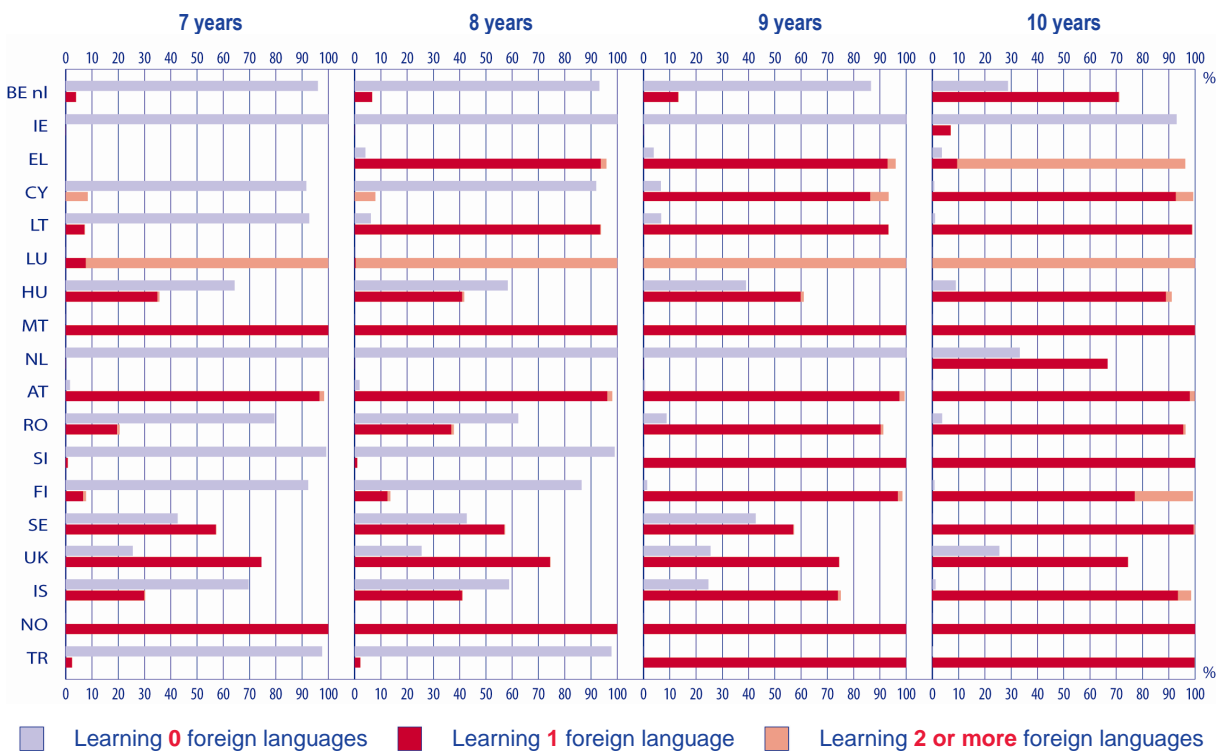 7 years 8 years 9 years 10 years
0 10 20 30 40 50 60 70 80 90 100 0 10 20 30 40 50 60 70 80 90 100 0 10 20 30 40 50 60 70 80 90 100 0 10 20 30 40 50 60 70 80 90 100
%
BE nl
IE
EL
CY
LT
LU
HU
MT
NL
AT
RO
SI
FI
SE
UK
IS
NO
TR
%
0 10 20 30 40 50 60 70 80 90 100 0 10 20 30 40 50 60 70 80 90 100 0 10 20 30 40 50 60 70 80 90 100 0 10 20 30 40 50 60 70 80 90 100
Learning 0 foreign languages Learning 1 foreign language Learning 2 or more foreign languages